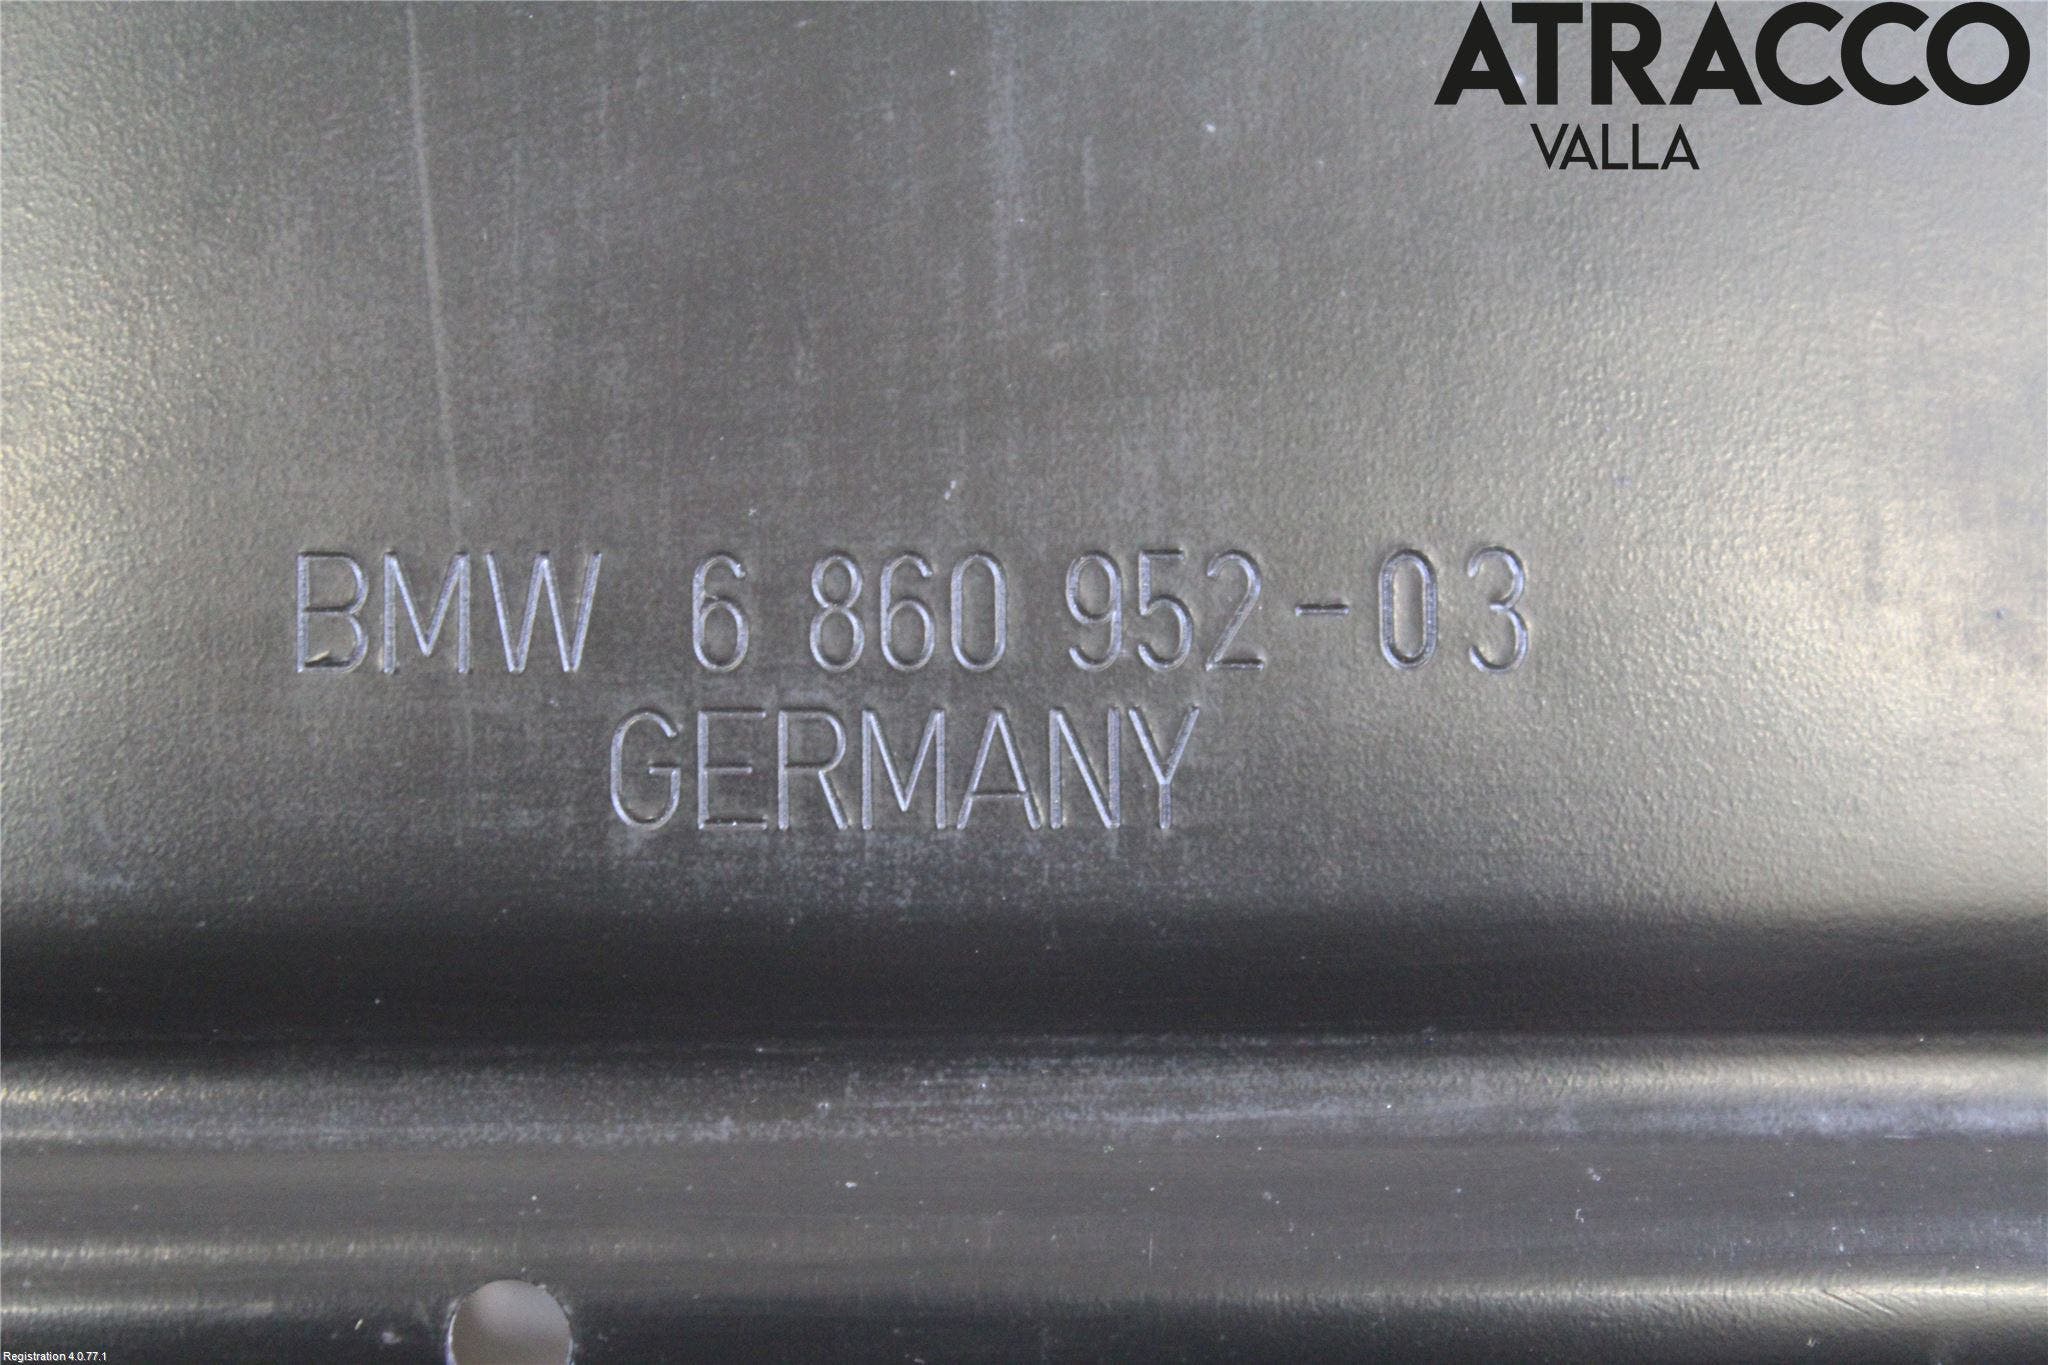 ATRACCO
VALLA
BMW 6 860 952-03
GERMANY
Registration 4.0.77.1